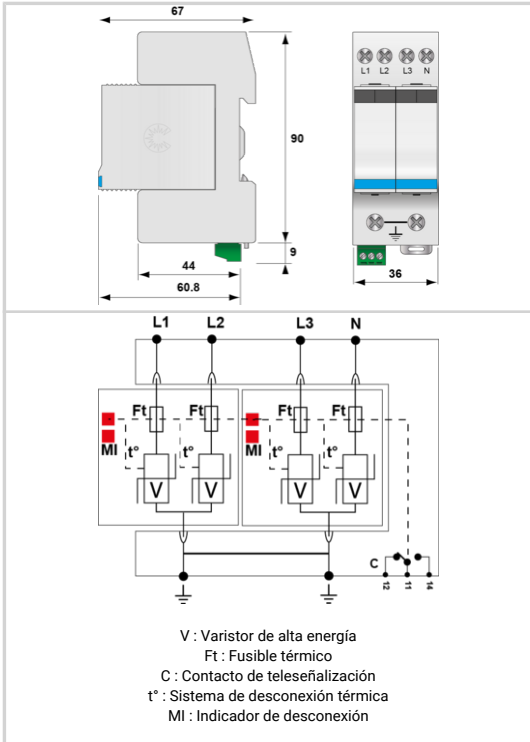 67
L1 L2 L3 N
90
9
44
60.8
36
L1 L2 L3 N
Ft Ft Ft Ft
MI t° t° MI t° t°
V V V V
C
12 11 14
V : Varistor de alta energía
Ft : Fusible térmico
C : Contacto de teleseñalización
t° : Sistema de desconexión térmica
MI : Indicador de desconexión